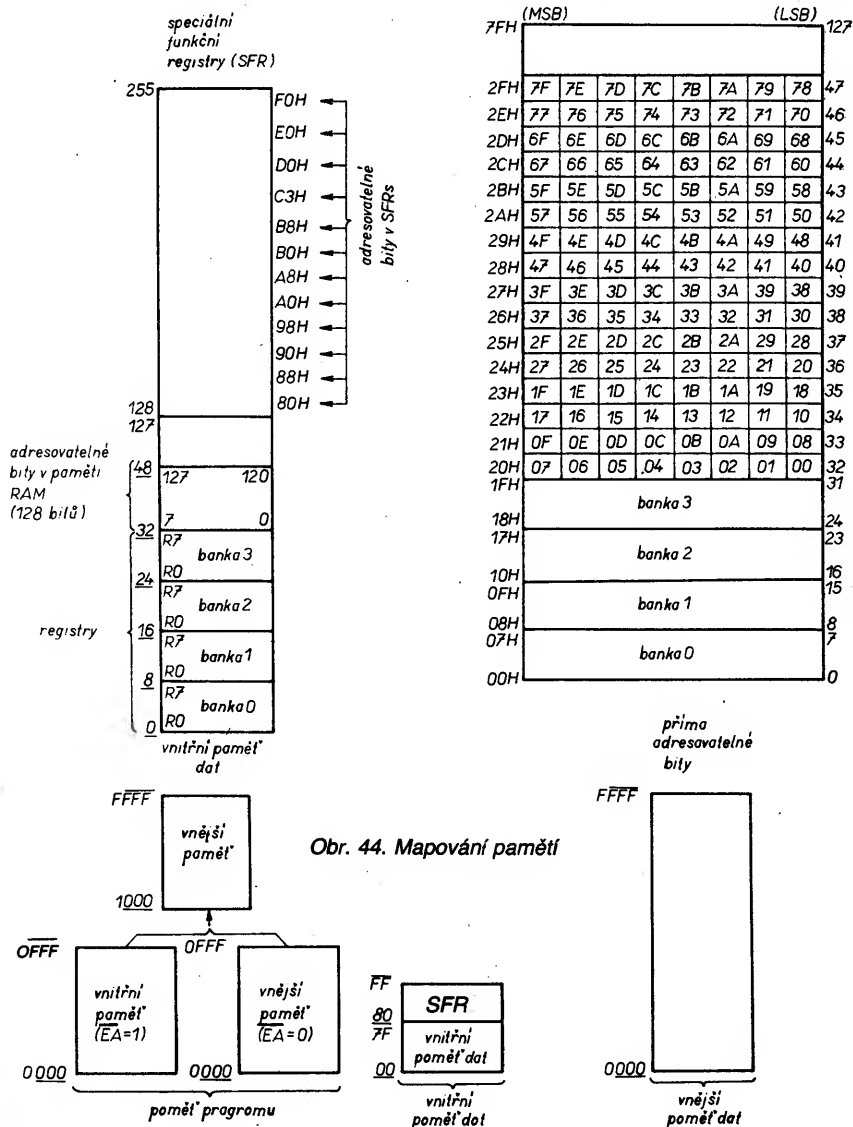 speciální
funkční
registry (SFR)
255
F0H
E0H
D0H
C3H
B8H
B0H
A8H
A0H
98H
90H
88H
80H
adresovatelné
bity v SFRs
128
127
adresovatelné
bity v paměti
RAM
(128 bitů)
48
127 120
7 0
32
R7
banka 3
R0
24
R7
banka 2
R0
16
registry
R7
banka 1
R0
8
R7
banka 0
R0
0
vnitřní paměť
dat
(MSB) (LSB)
7FH 127
2FH 7F 7E 7D 7C 7B 7A 79 78 47
2EH 77 76 75 74 73 72 71 70 46
2DH 6F 6E 6D 6C 6B 6A 69 68 45
2CH 67 66 65 64 63 62 61 60 44
2BH 5F 5E 5D 5C 5B 5A 59 58 43
2AH 57 56 55 54 53 52 51 50 42
29H 4F 4E 4D 4C 4B 4A 49 48 41
28H 47 46 45 44 43 42 41 40 40
27H 3F 3E 3D 3C 3B 3A 39 38 39
26H 37 36 35 34 33 32 31 30 38
25H 2F 2E 2D 2C 2B 2A 29 28 37
24H 27 26 25 24 23 22 21 20 36
23H 1F 1E 1D 1C 1B 1A 19 18 35
22H 17 16 15 14 13 12 11 10 34
21H 0F 0E 0D 0C 0B 0A 09 08 33
20H 07 06 05 04 03 02 01 00 32
1FH 31
banka 3
18H 24
17H 23
banka 2
10H 16
0FH 15
banka 1
08H 8
07H 7
banka 0
00H 0
příma
adresavatelné
bity
FFFF
vnější
paměť
1000
Obr. 44. Mapování pamětí
0FFF
0FFF
vnitřní
paměť
(EA=1)
vnější
paměť
(EA=0)
0000
0000
poměť pragromu
FF
SFR
80
7F
vnitřní
poměť dat
00
vnitřní
poměť dot
FFFF
0000
vnější
poměť dat